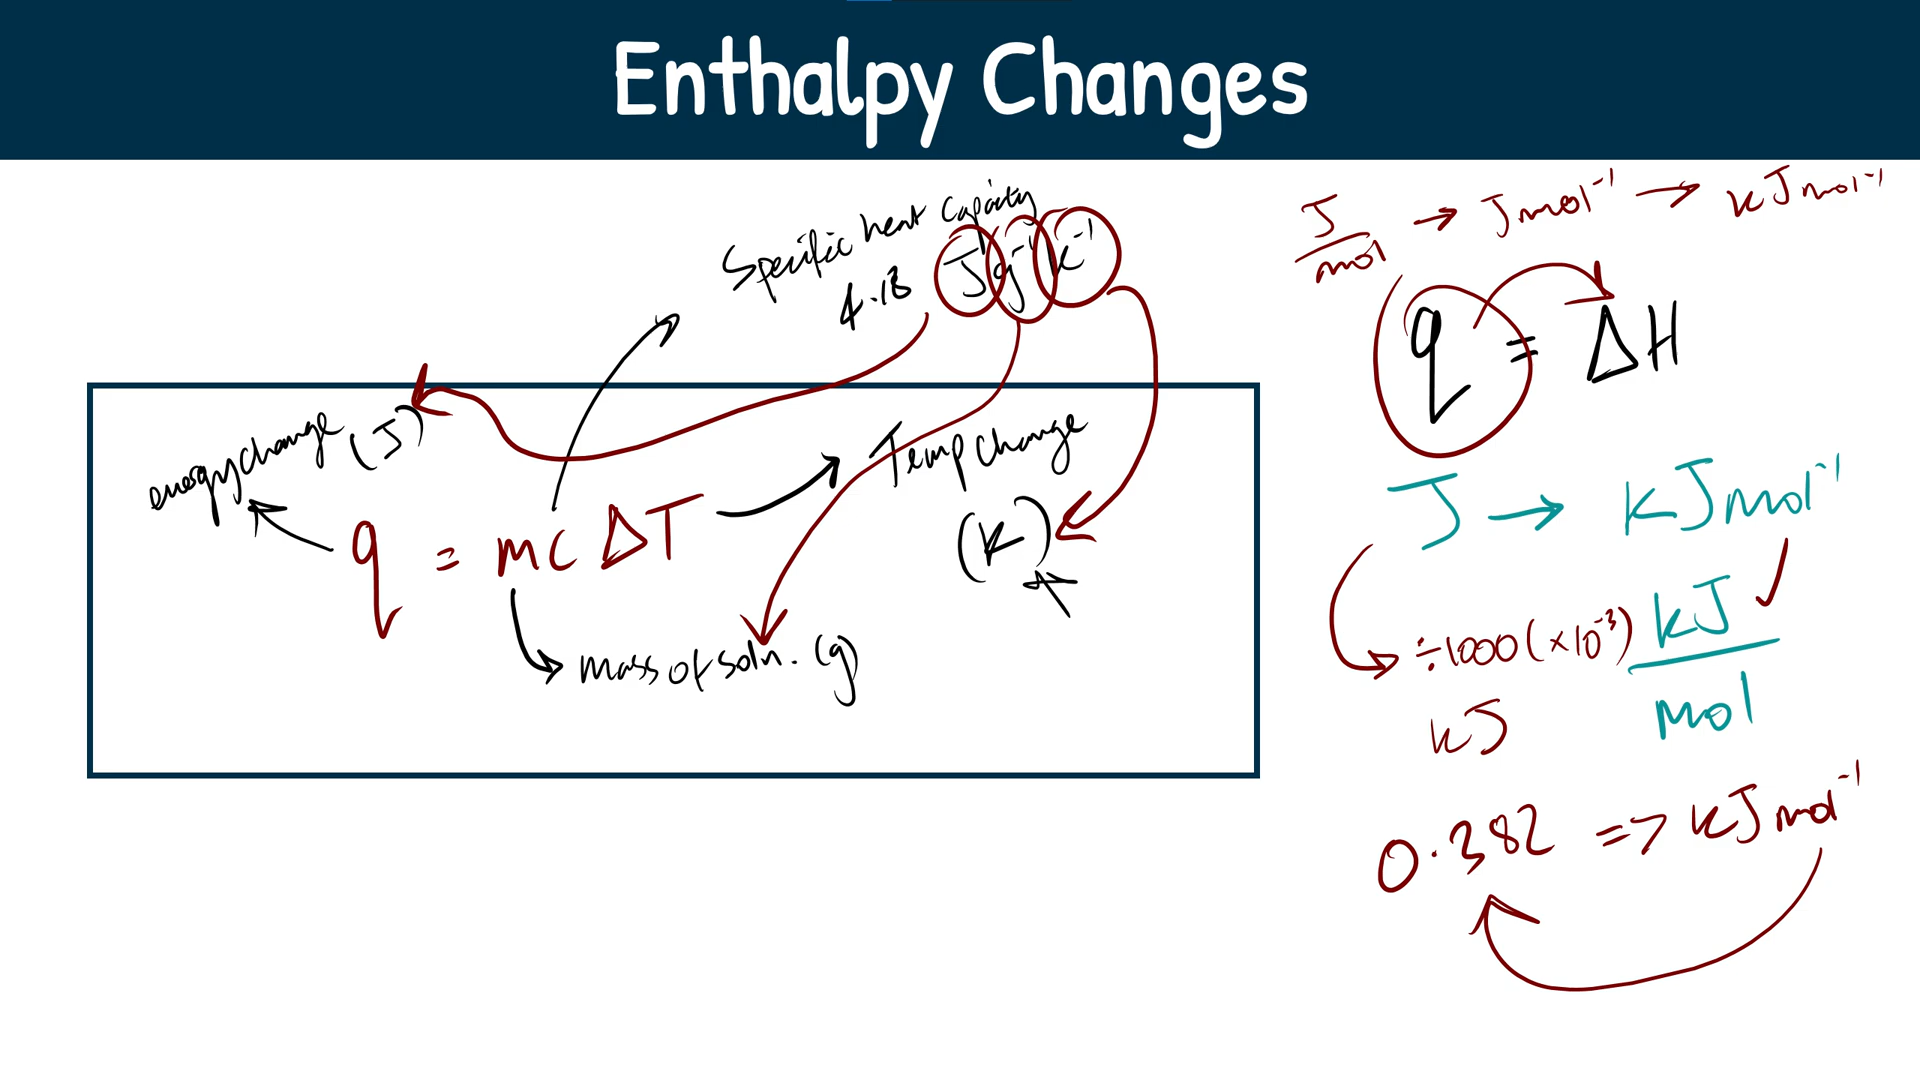 Enthalpy Changes
Specific heat capacity
4.18 Jg⁻¹K⁻¹
energy change (J)
Temp change
(K)
q = mcΔT
mass of soln. (g)
J/mol → Jmol⁻¹ → kJmol⁻¹
q = ΔH
J → kJmol⁻¹
÷1000 (×10⁻³) kJ/mol
kJ
0.382 => kJmol⁻¹